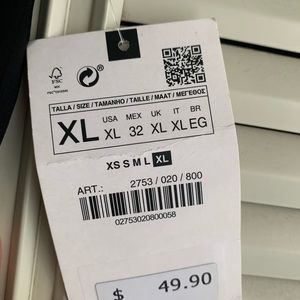 FSC
TALLA / SIZE / TAMANHO / TAILLE / MAAT / ΜΕΓΕΘΟΣ
XL
USA MEX UK IT BR
XL 32 XL XL EG
XS S M L XL
ART.: 2753 / 020 / 800
02753020800058
$ 49.90